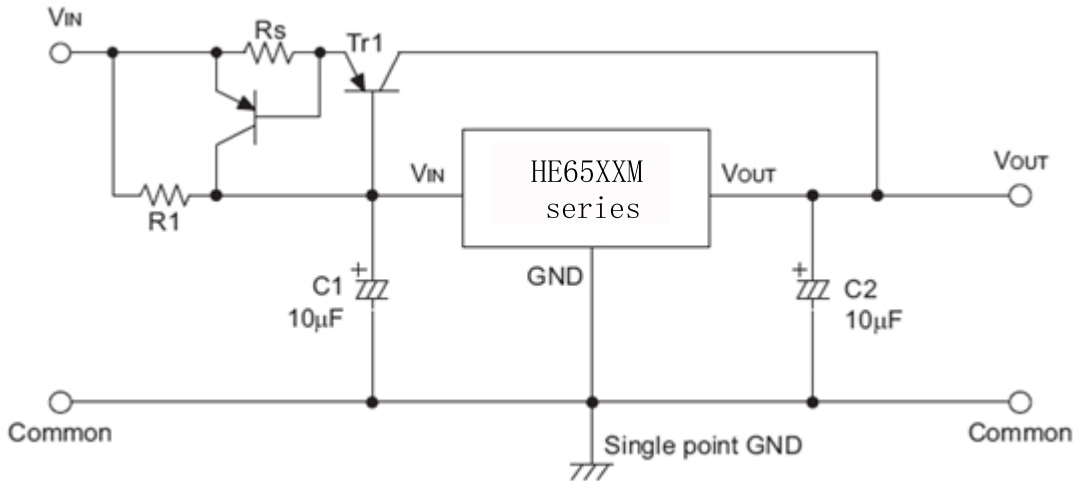 VIN
Rs
Tr1
R1
VIN
HE65XXM
series
VOUT
VOUT
GND
C1
10μF
C2
10μF
Common
Single point GND
Common